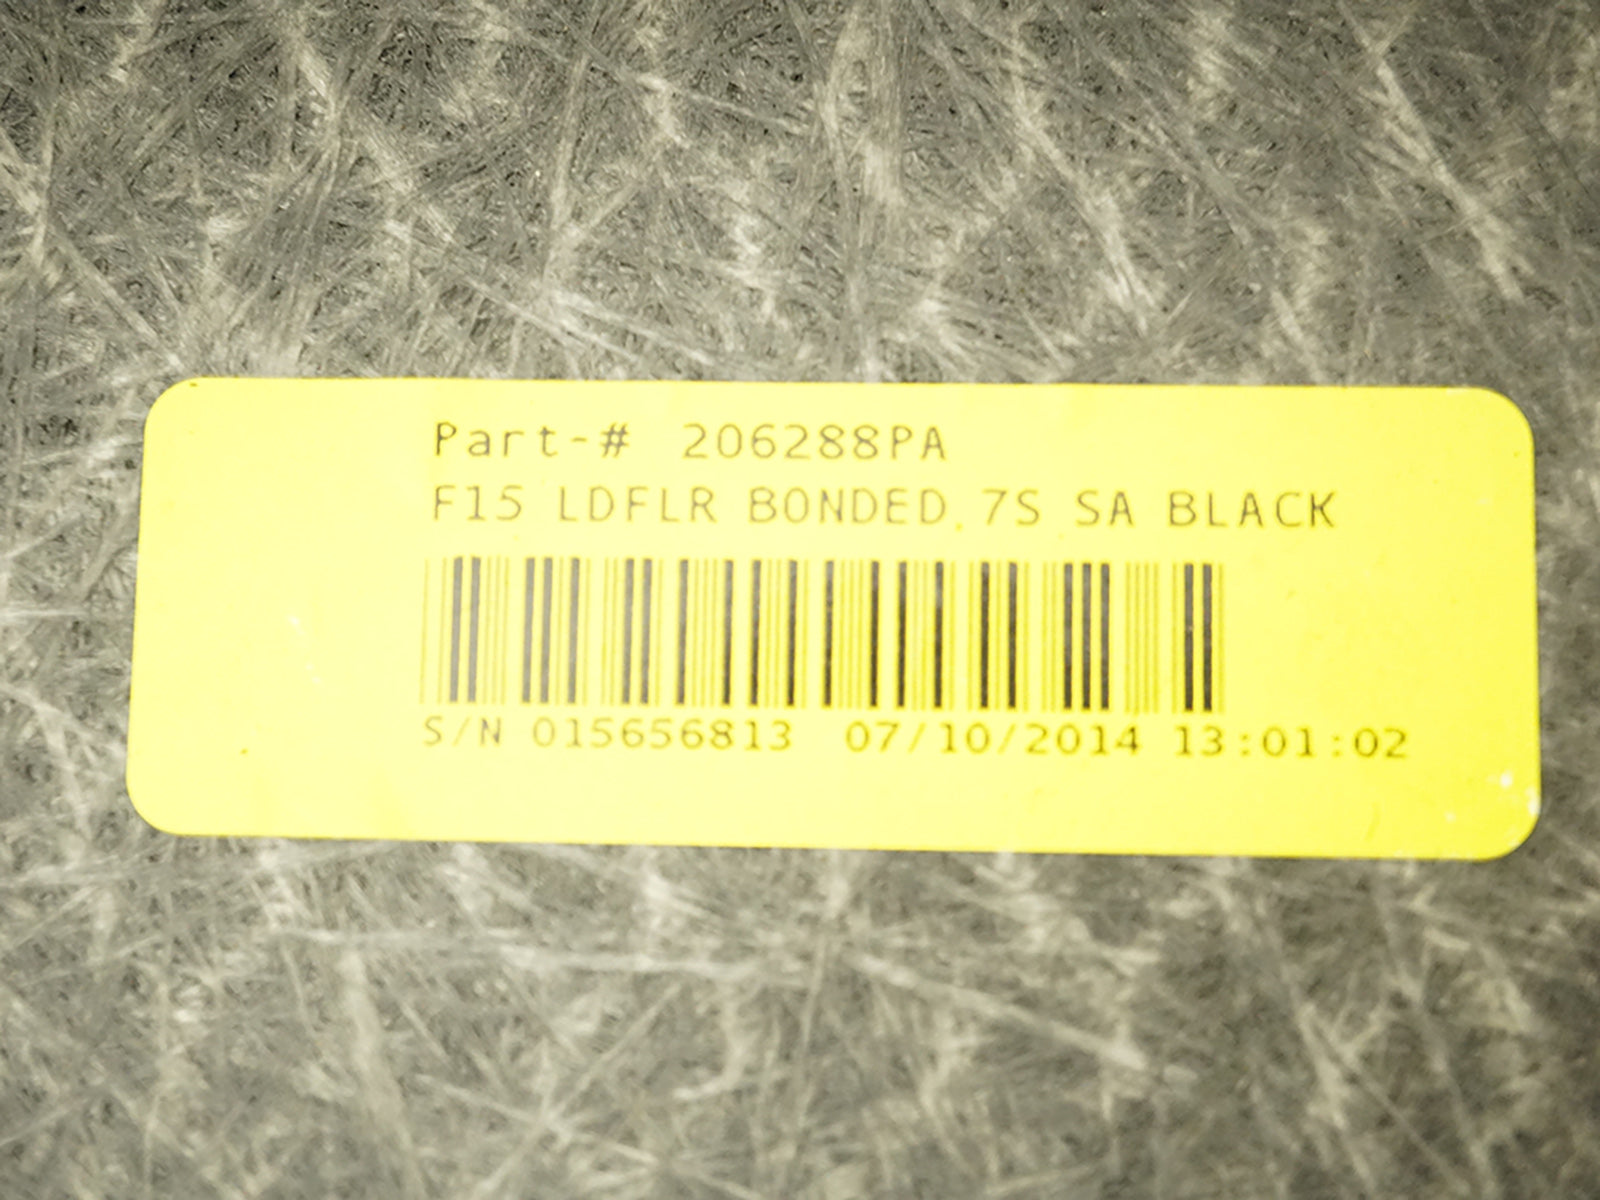 Part-# 206288PA
F15 LDFLR BONDED 7S SA BLACK
S/N 015656813 07/10/2014 13:01:02